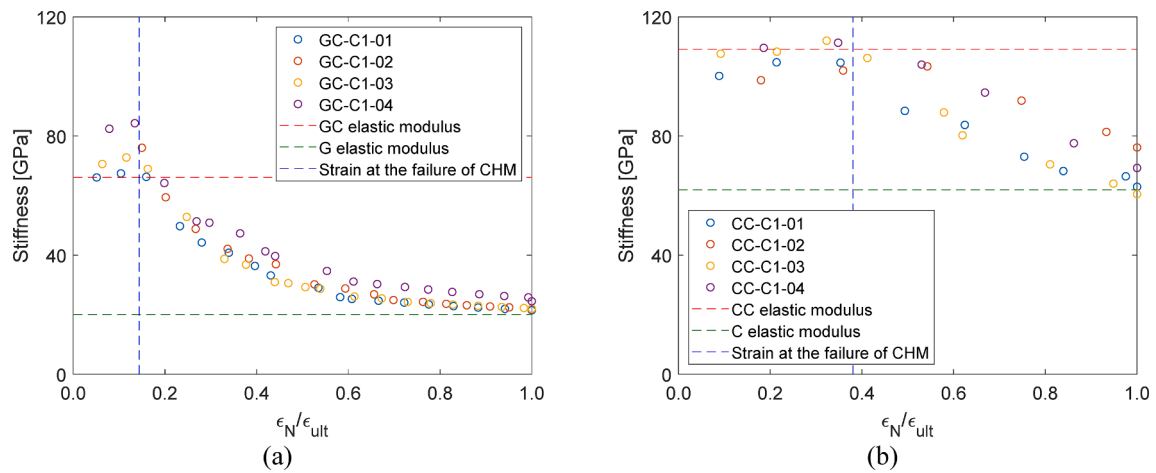 120
80
40
0
Stiffness [GPa]
GC-C1-01
GC-C1-02
GC-C1-03
GC-C1-04
GC elastic modulus
G elastic modulus
Strain at the failure of CHM
0.0 0.2 0.4 0.6 0.8 1.0
ϵN/ϵult
(a)
120
80
40
0
Stiffness [GPa]
CC-C1-01
CC-C1-02
CC-C1-03
CC-C1-04
CC elastic modulus
C elastic modulus
Strain at the failure of CHM
0.0 0.2 0.4 0.6 0.8 1.0
ϵN/ϵult
(b)